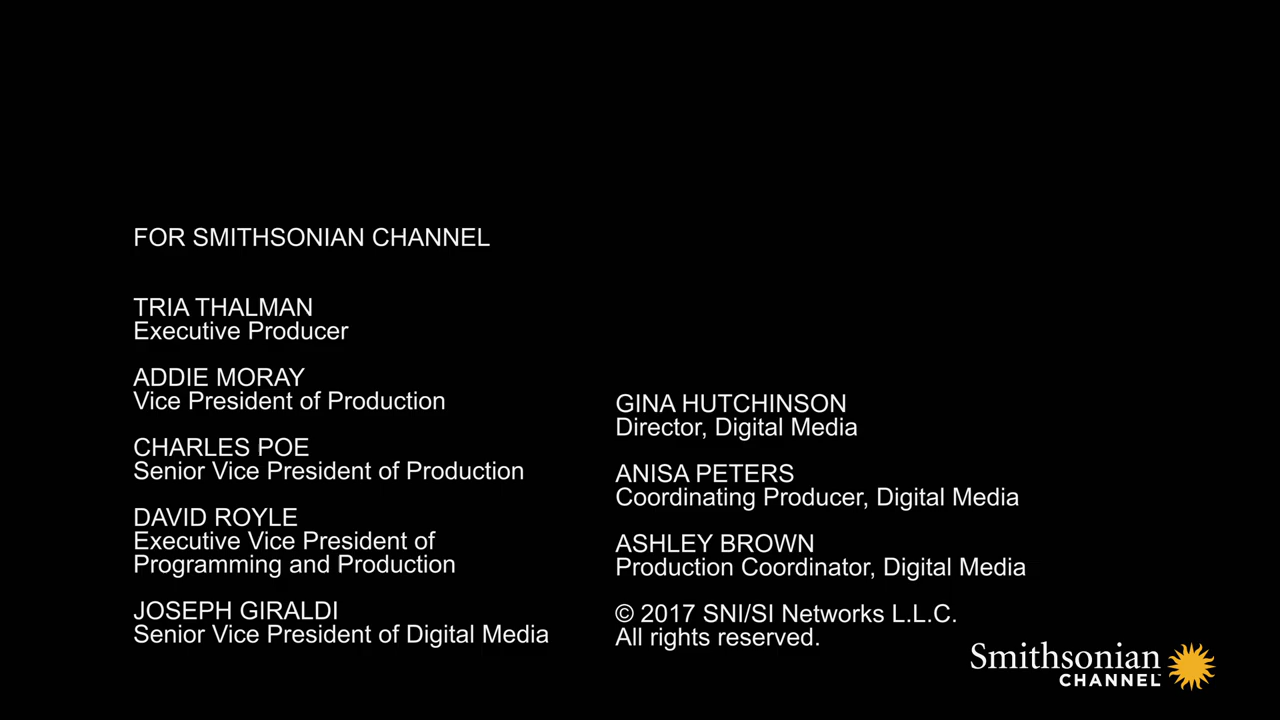 FOR SMITHSONIAN CHANNEL
TRIA THALMAN
Executive Producer
ADDIE MORAY
Vice President of Production
CHARLES POE
Senior Vice President of Production
DAVID ROYLE
Executive Vice President of
Programming and Production
JOSEPH GIRALDI
Senior Vice President of Digital Media
GINA HUTCHINSON
Director, Digital Media
ANISA PETERS
Coordinating Producer, Digital Media
ASHLEY BROWN
Production Coordinator, Digital Media
© 2017 SNI/SI Networks L.L.C.
All rights reserved.
Smithsonian
CHANNEL™